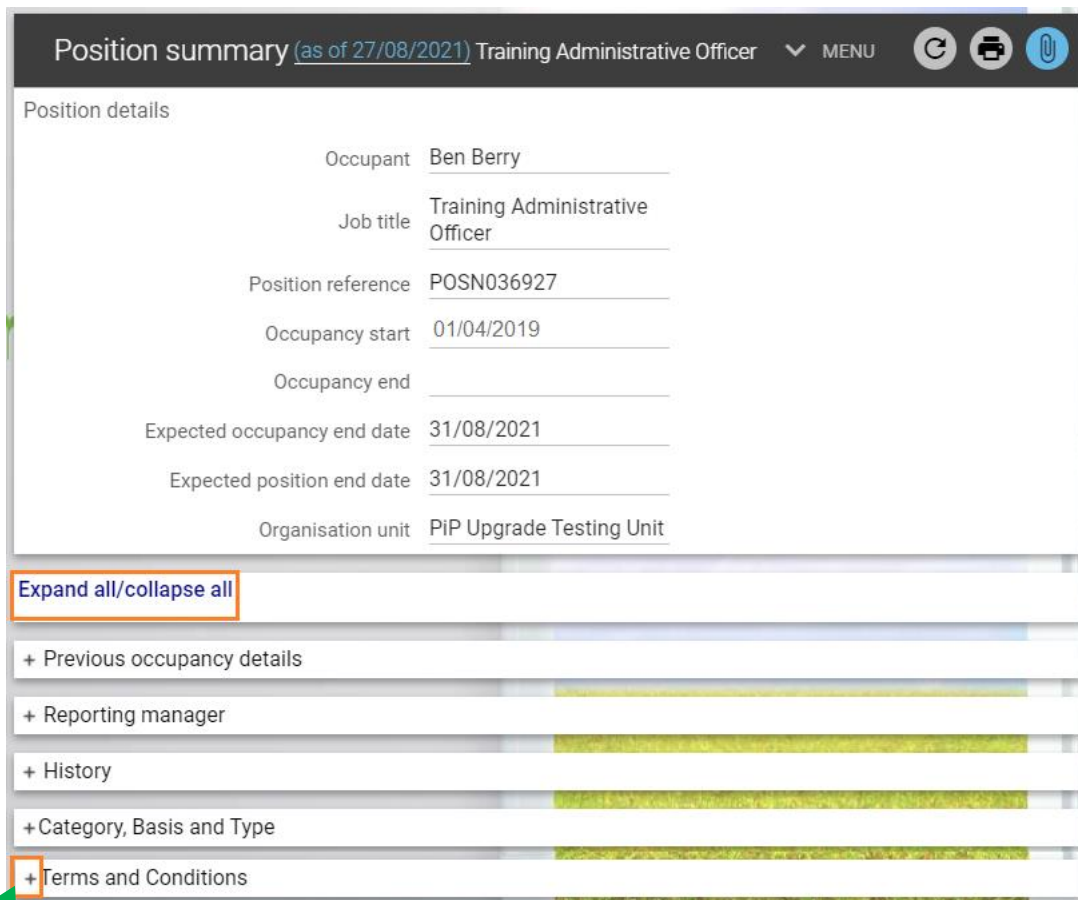 Position summary (as of 27/08/2021) Training Administrative Officer MENU
Position details
Occupant Ben Berry
Job title Training Administrative
Officer
Position reference POSN036927
Occupancy start 01/04/2019
Occupancy end
Expected occupancy end date 31/08/2021
Expected position end date 31/08/2021
Organisation unit PiP Upgrade Testing Unit
Expand all/collapse all
+ Previous occupancy details
+ Reporting manager
+ History
+Category, Basis and Type
+Terms and Conditions